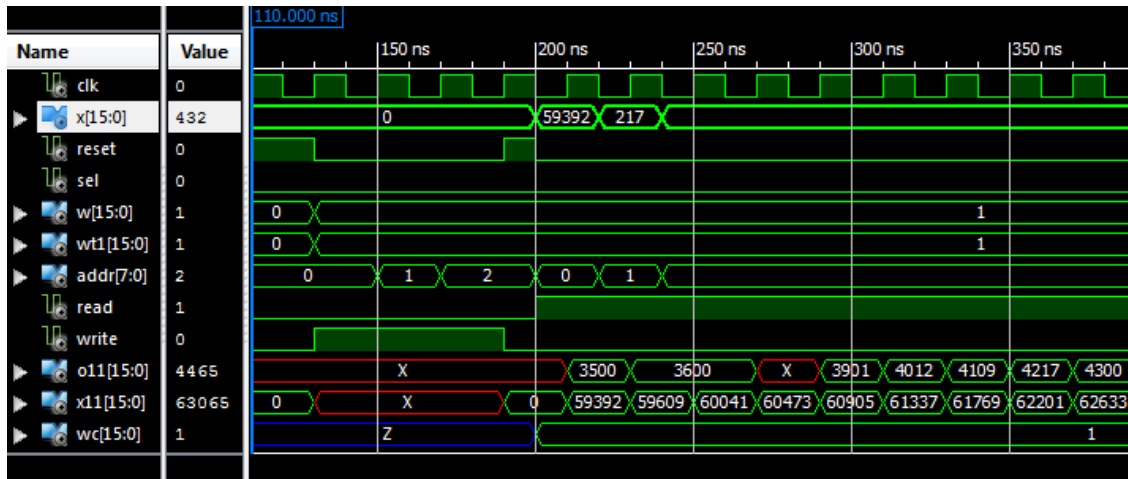 110.000 ns
Name Value 150 ns 200 ns 250 ns 300 ns 350 ns
clk 0
x[15:0] 432 0 59392 217
reset 0
sel 0
w[15:0] 1 0 1
wt1[15:0] 1 0 1
addr[7:0] 2 0 1 2 0 1
read 1
write 0
o11[15:0] 4465 X 3500 3600 X 3901 4012 4109 4217 4300
x11[15:0] 63065 0 X 0 59392 59609 60041 60473 60905 61337 61769 62201 62633
wc[15:0] 1 Z 1